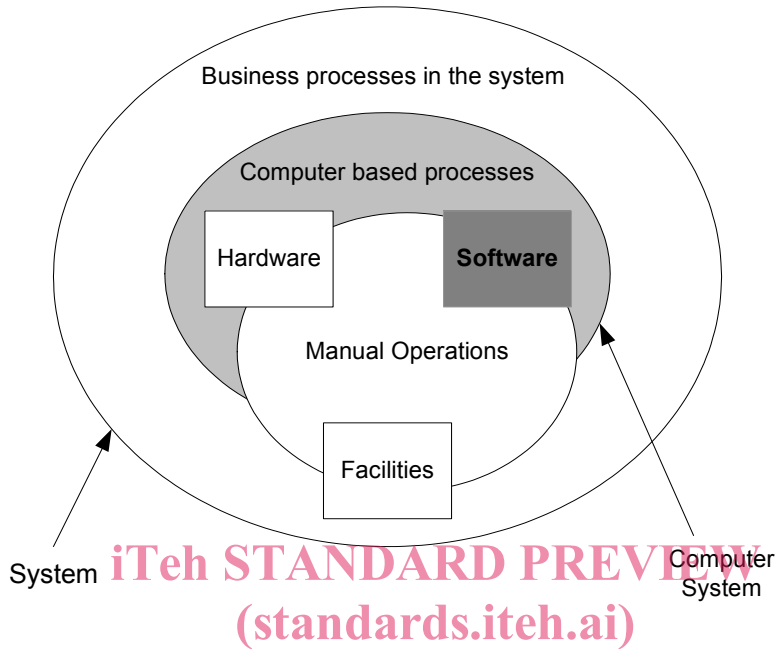 Business processes in the system
Computer based processes
Hardware
Software
Manual Operations
Facilities
System
iTeh STANDARD PREVIEW
Computer
System
(standards.iteh.ai)